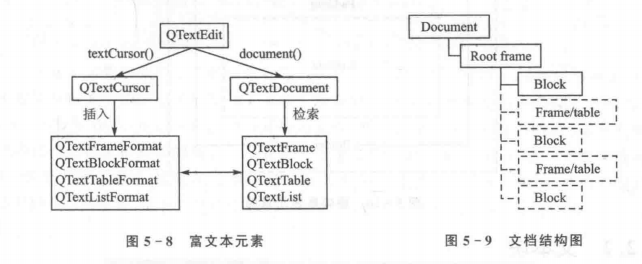 QTextEdit
textCursor()
document()
QTextCursor
QTextDocument
插入
检索
QTextFrameFormat
QTextBlockFormat
QTextTableFormat
QTextListFormat
QTextFrame
QTextBlock
QTextTable
QTextList
图 5-8 富文本元素
Document
Root frame
Block
Frame/table
Block
Frame/table
Block
图 5-9 文档结构图